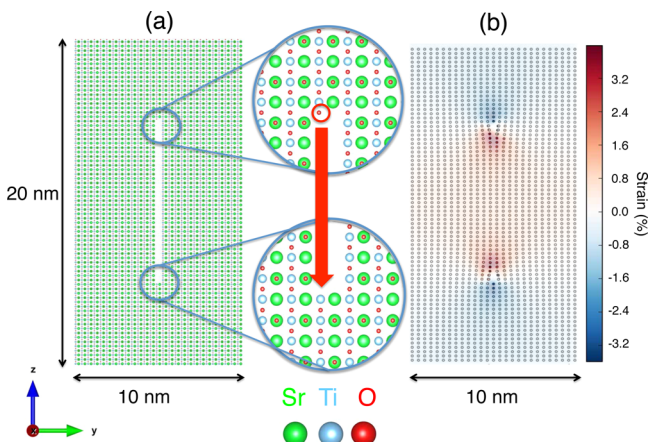 (a)
(b)
20 nm
3.2
2.4
1.6
0.8
0.0
-0.8
-1.6
-2.4
-3.2
Strain (%)
z
y
10 nm
10 nm
Sr Ti O